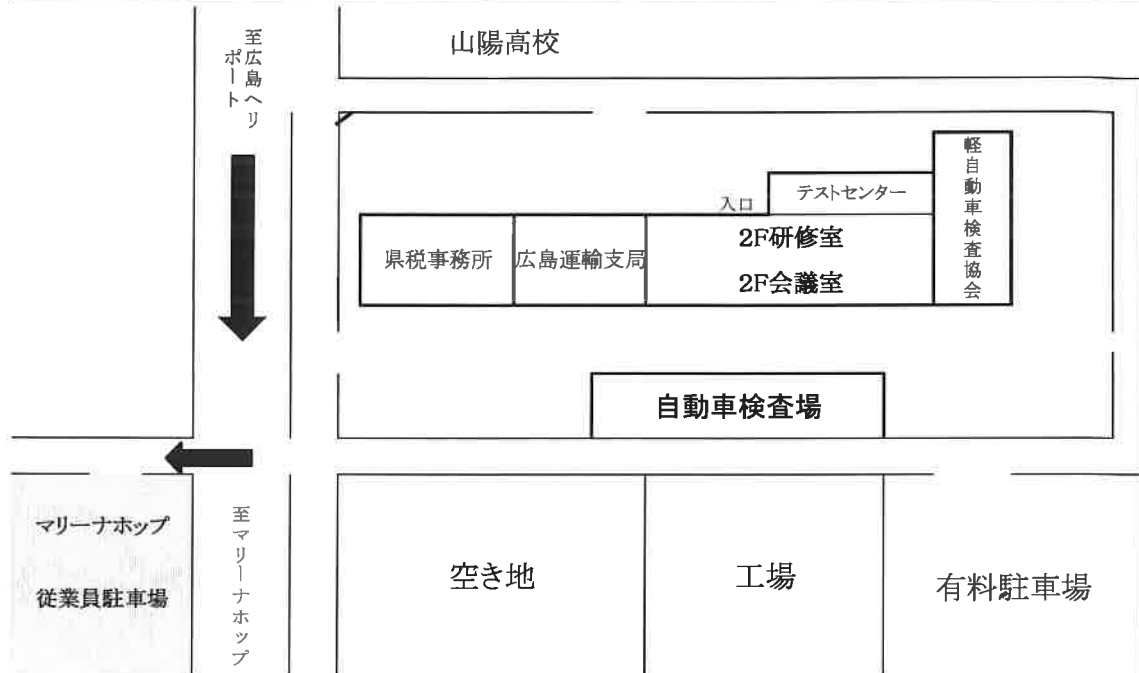 山陽高校
至広島ヘリ
ポート
軽自動車検査協会
テストセンター
入口
県税事務所
広島運輸支局
2F研修室
2F会議室
自動車検査場
マリーナホップ
従業員駐車場
至マリーナホップ
空き地
工場
有料駐車場